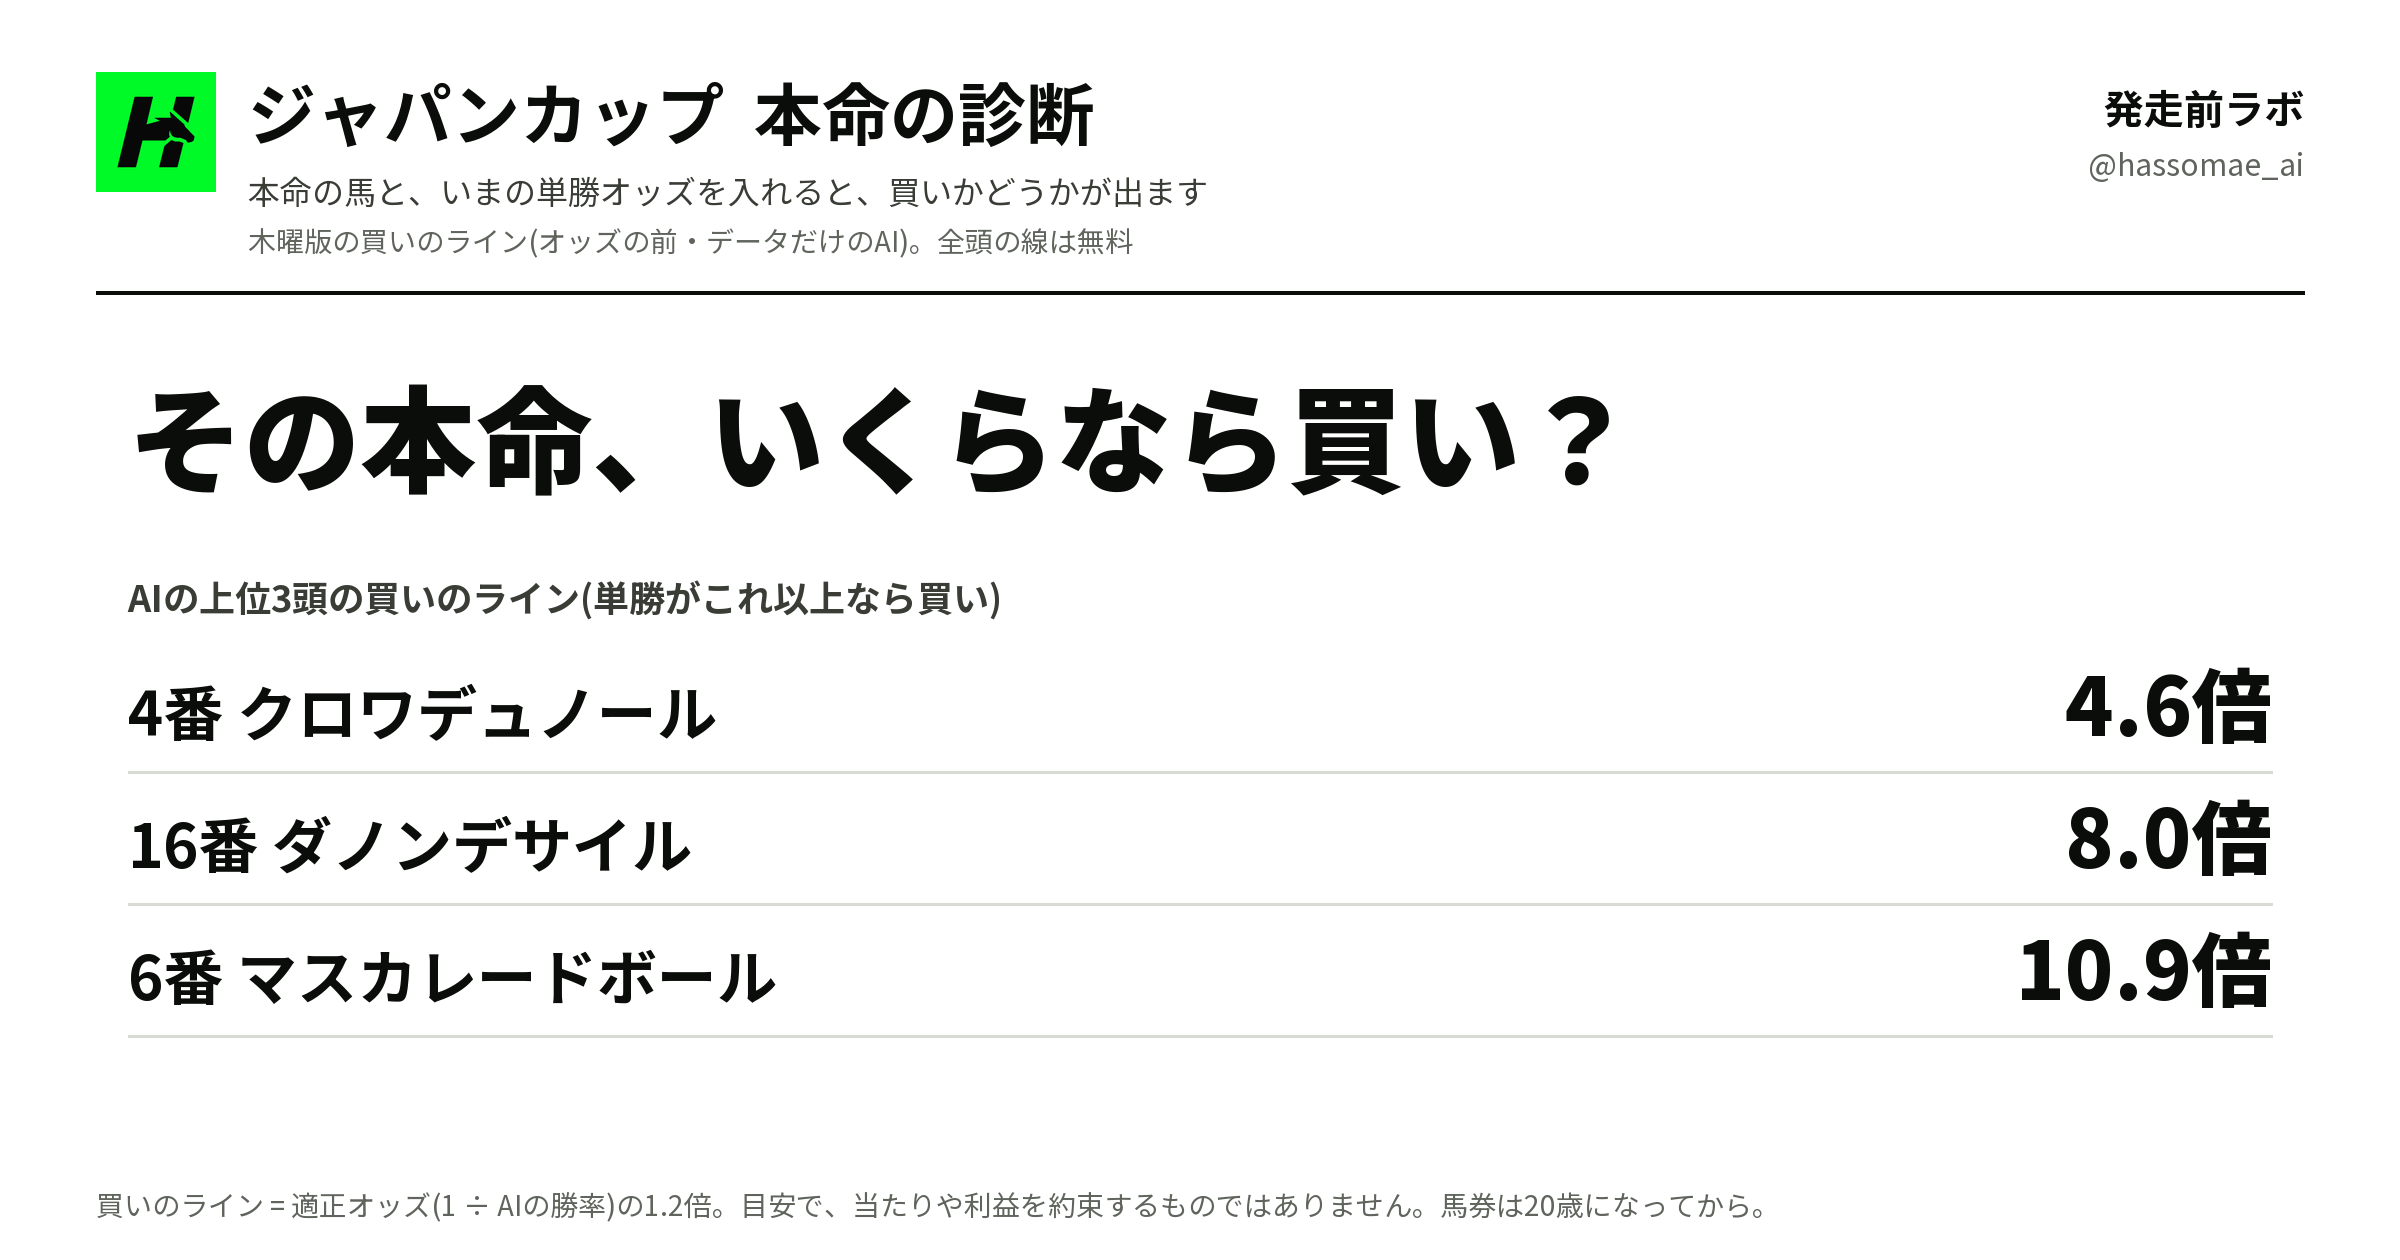 ジャパンカップ 本命の診断
本命の馬と、いまの単勝オッズを入れると、買いかどうかが出ます
木曜版の買いのライン(オッズの前・データだけのAI)。全頭の線は無料
発走前ラボ
@hassomae_ai
その本命、いくらなら買い？
AIの上位3頭の買いのライン(単勝がこれ以上なら買い)
4番 クロワデュノール 4.6倍
16番 ダノンデサイル 8.0倍
6番 マスカレードボール 10.9倍
買いのライン = 適正オッズ(1 ÷ AIの勝率)の1.2倍。目安で、当たりや利益を約束するものではありません。馬券は20歳になってから。